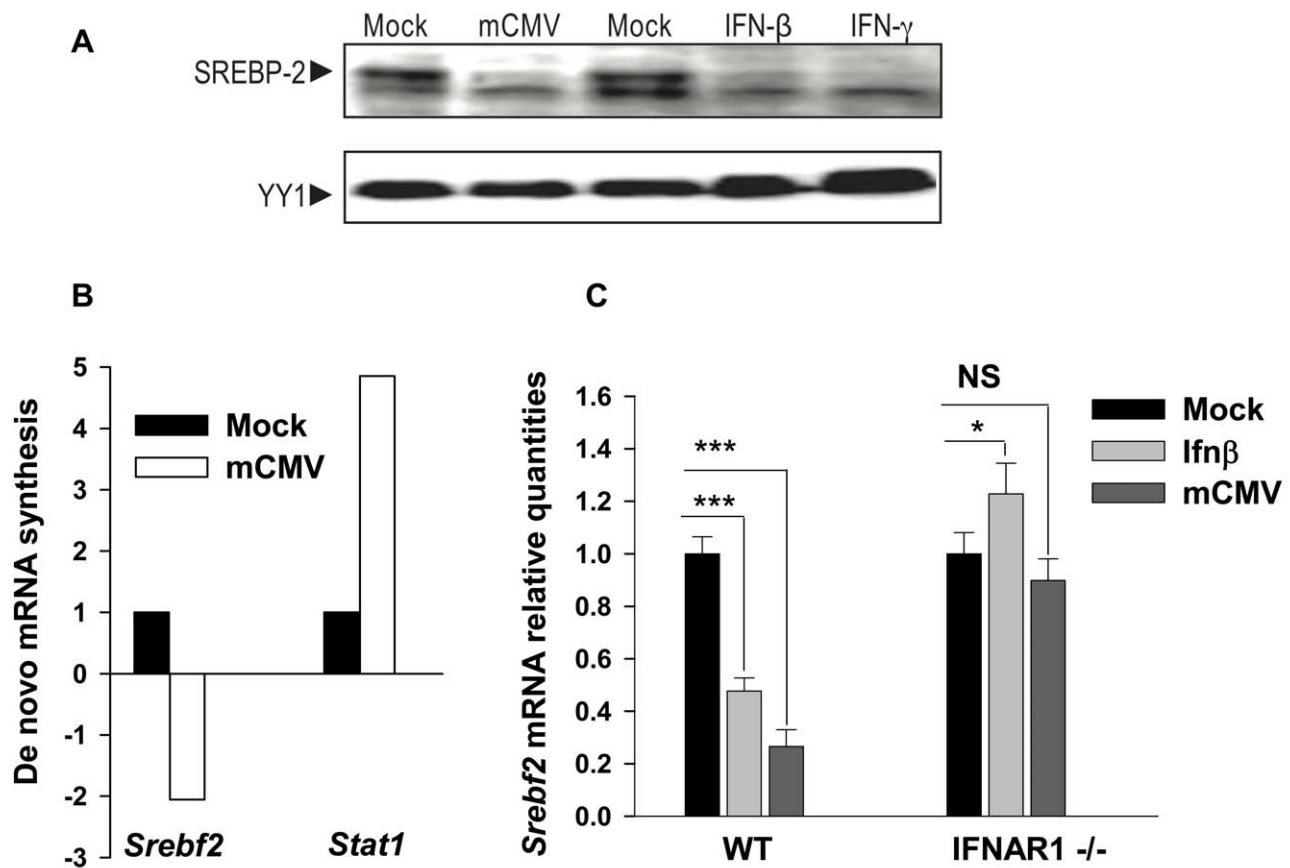 A
Mock mCMV Mock IFN-β IFN-γ
SREBP-2
YY1
B
De novo mRNA synthesis
5
4
3
2
1
0
-1
-2
-3
Mock
mCMV
Srebf2 Stat1
C
Srebf2 mRNA relative quantities
1.6
1.4
1.2
1.0
0.8
0.6
0.4
0.2
0.0
***
***
NS
*
Mock
Ifnβ
mCMV
WT IFNAR1 -/-